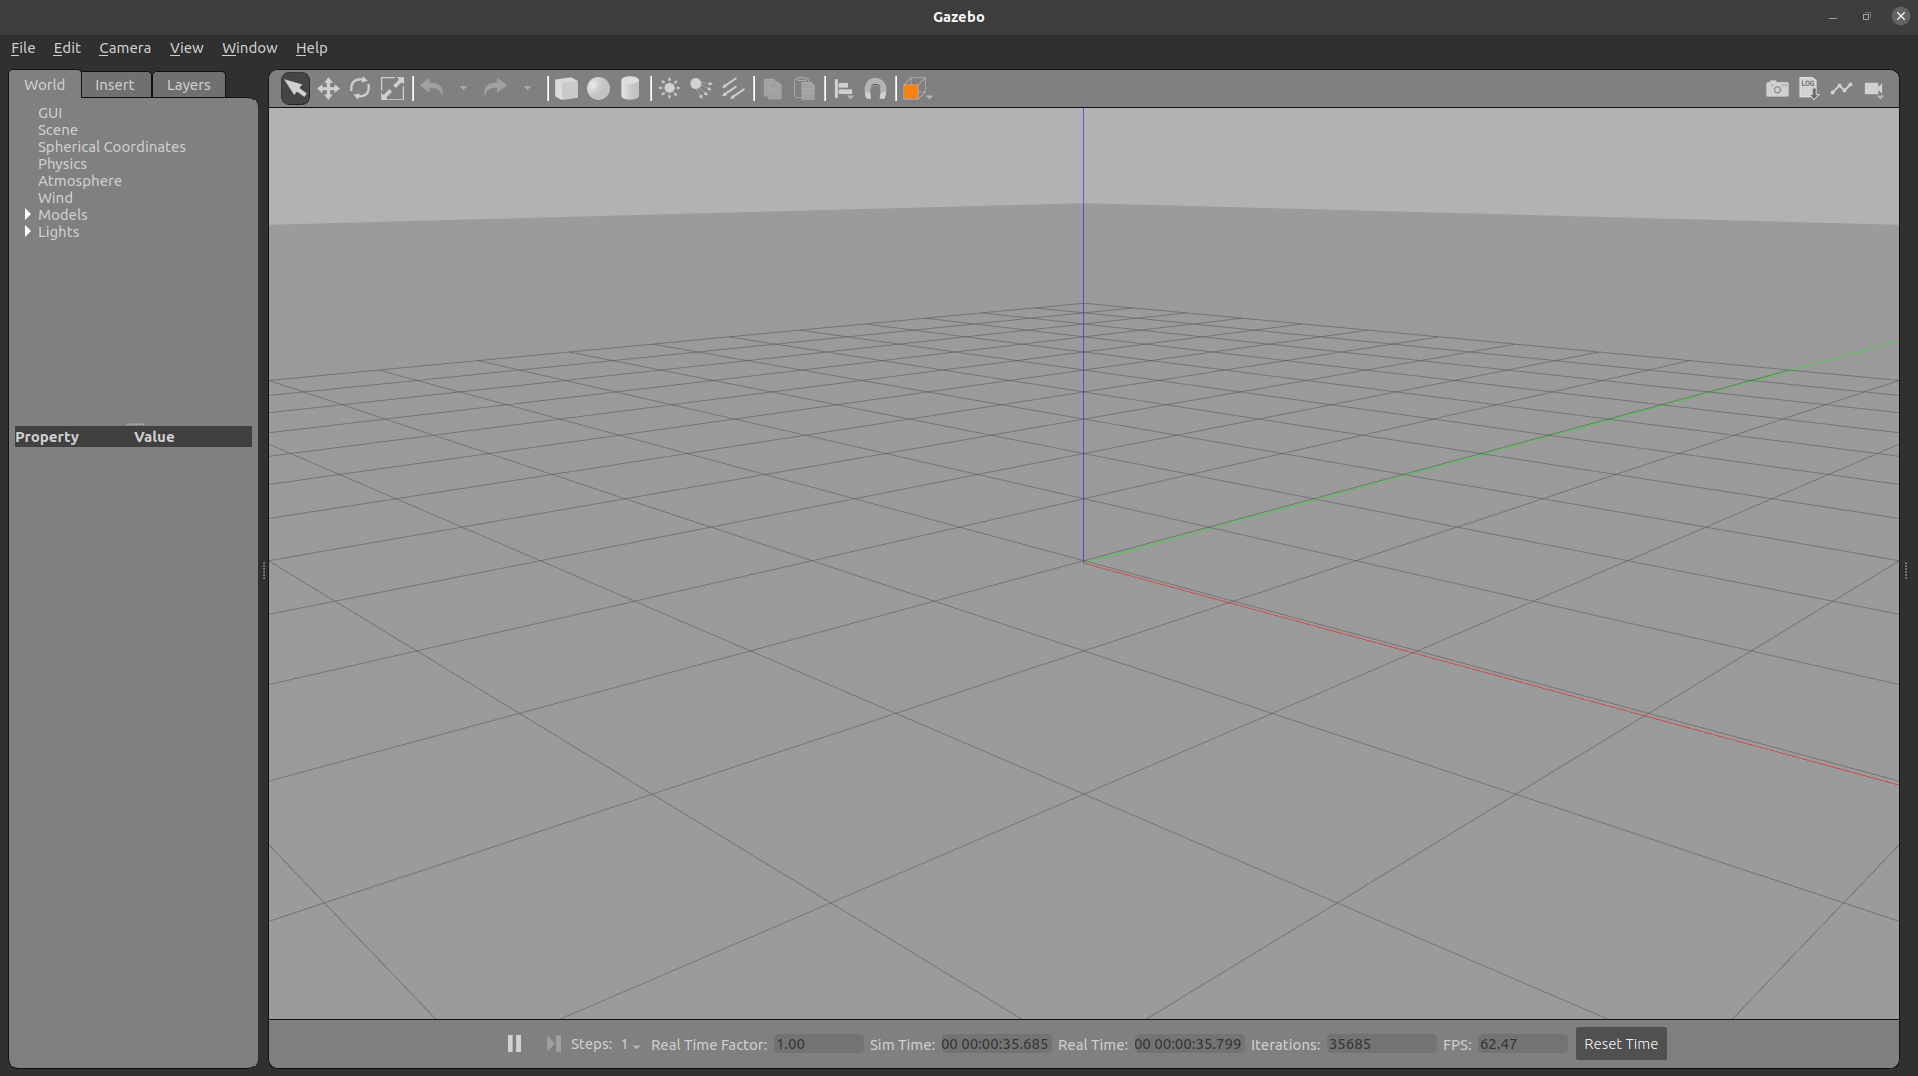 Gazebo
File Edit Camera View Window Help
World Insert Layers
LOG
GUI
Scene
Spherical Coordinates
Physics
Atmosphere
Wind
Models
Lights
Property Value
Steps: 1 Real Time Factor: 1.00 Sim Time: 00 00:00:35.685 Real Time: 00 00:00:35.799 Iterations: 35685 FPS: 62.47 Reset Time